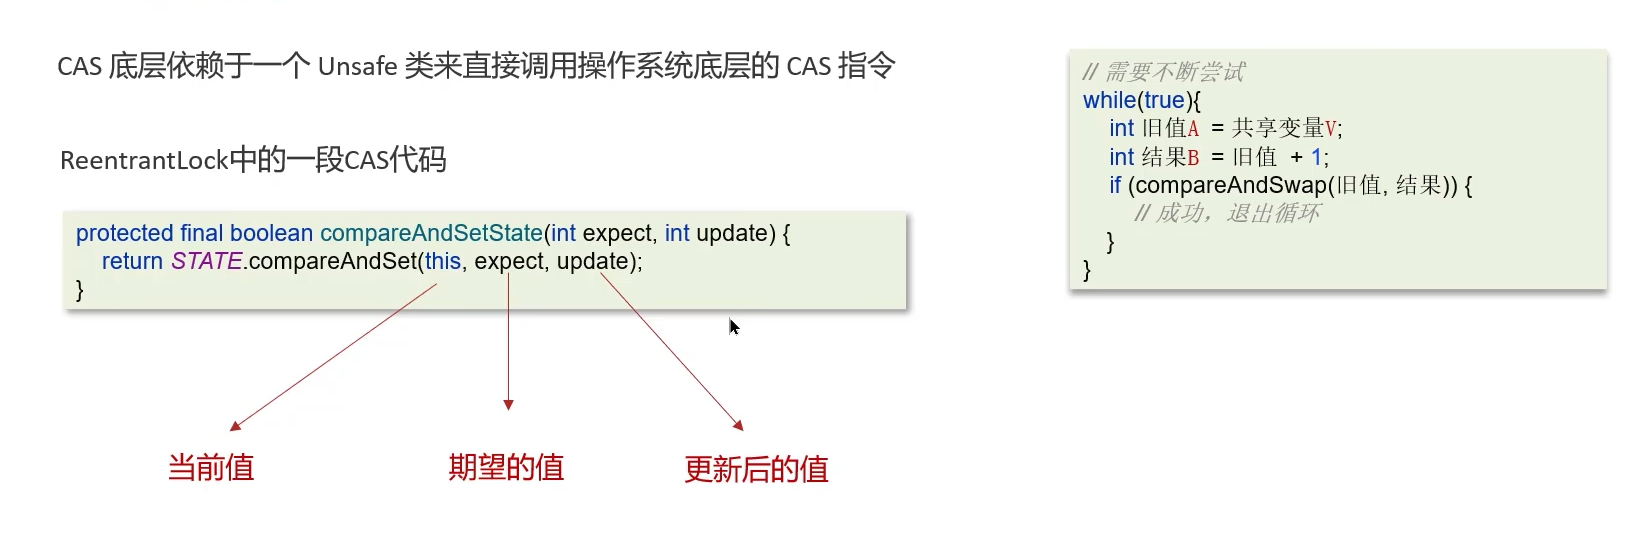 CAS 底层依赖于一个 Unsafe 类来直接调用操作系统底层的 CAS 指令
ReentrantLock中的一段CAS代码
protected final boolean compareAndSetState(int expect, int update) {
return STATE.compareAndSet(this, expect, update);
}
当前值
期望的值
更新后的值
// 需要不断尝试
while(true){
int 旧值A = 共享变量V;
int 结果B = 旧值 + 1;
if (compareAndSwap(旧值, 结果)) {
// 成功，退出循环
}
}